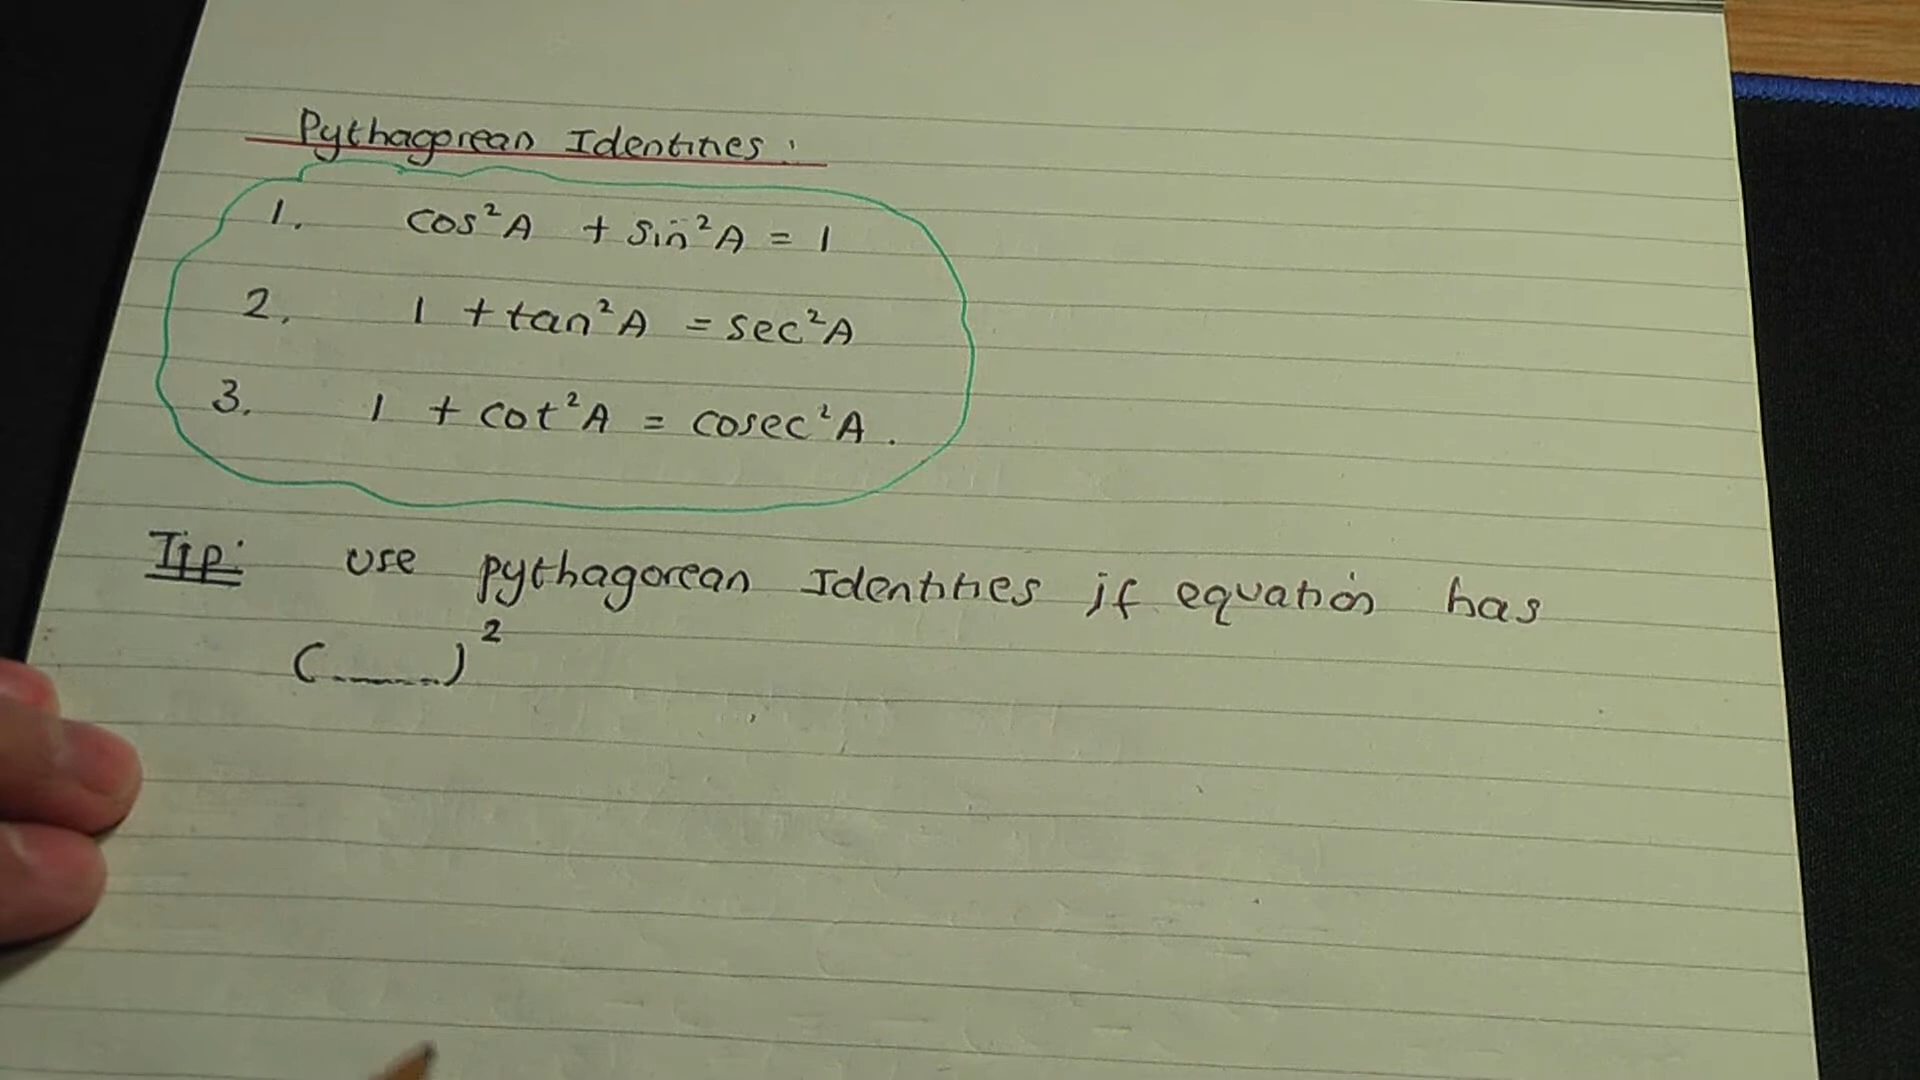 Pythagorean Identities:
1. cos²A + sin²A = 1
2. 1 + tan²A = sec²A
3. 1 + cot²A = cosec²A.
Tip: use pythagorean Identities if equation has
(.......)²